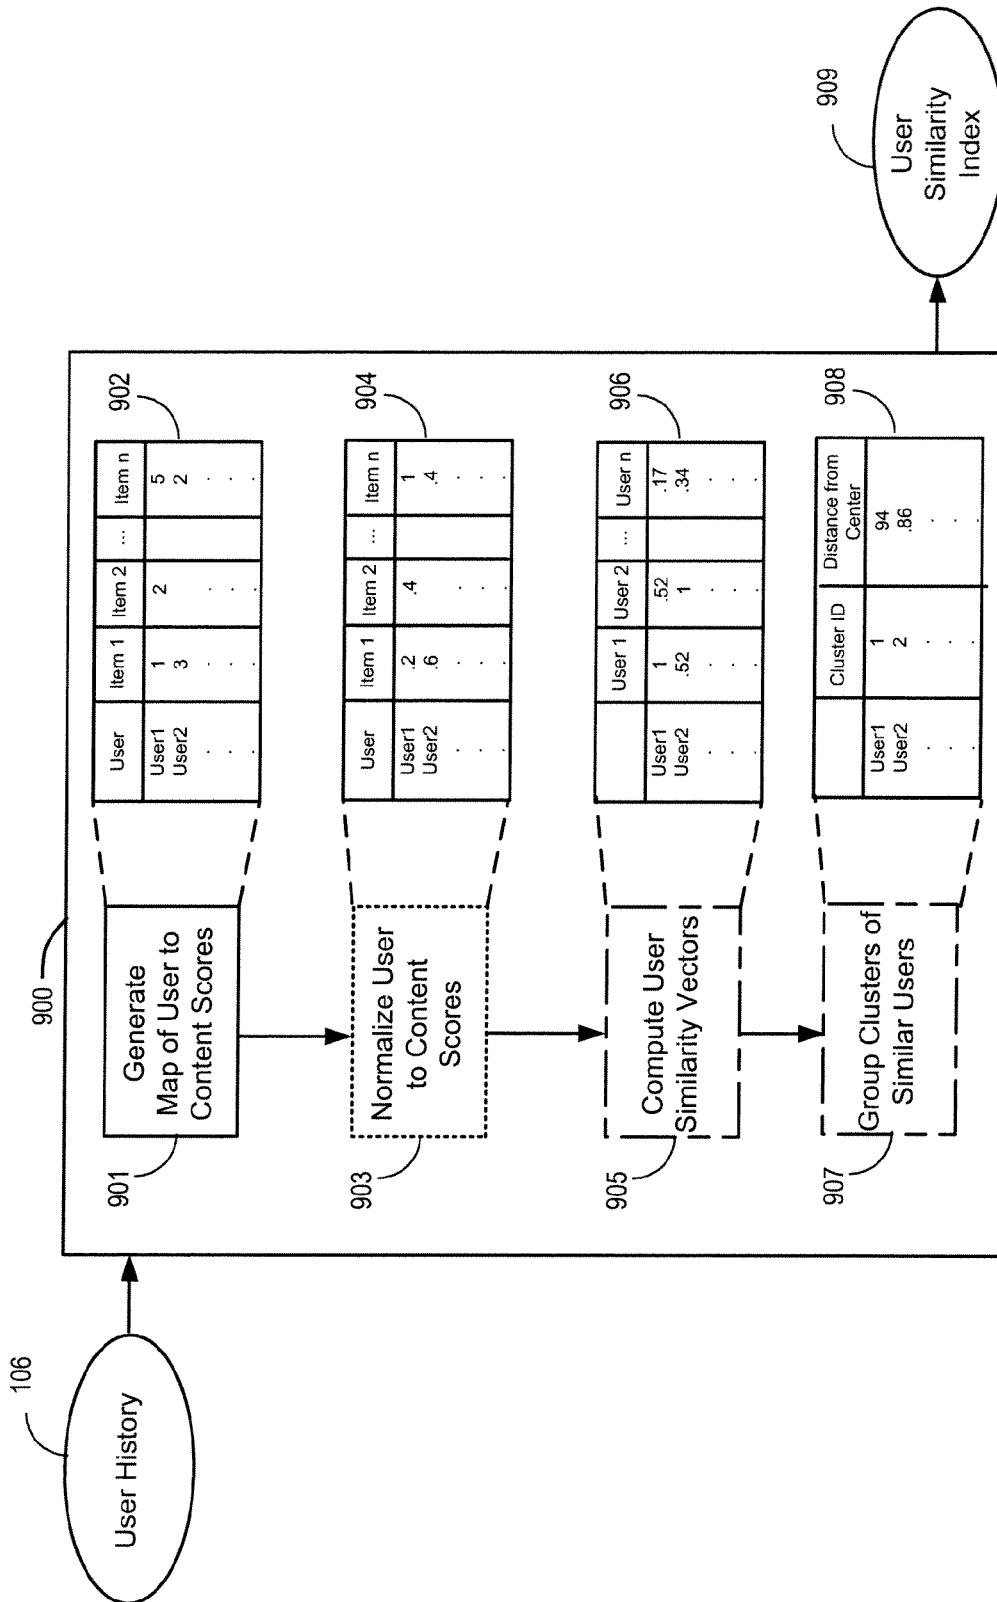 106
User History
900
901
Generate
Map of User to
Content Scores
User Item 1 Item 2 ... Item n
User1 1 2 5
User2 3 2
. . . .
. . . .
. . . .
902
903
Normalize User
to Content
Scores
User Item 1 Item 2 ... Item n
User1 .2 .4 1
User2 .6 .4
. . . .
. . . .
. . . .
904
905
Compute User
Similarity Vectors
User 1 User 2 ... User n
User1 1 .52 .17
User2 .52 1 .34
. . . .
. . . .
. . . .
906
907
Group Clusters of
Similar Users
Cluster ID Distance from
Center
User1 1 94
User2 2 .86
. . .
. . .
. . .
908
909
User
Similarity
Index